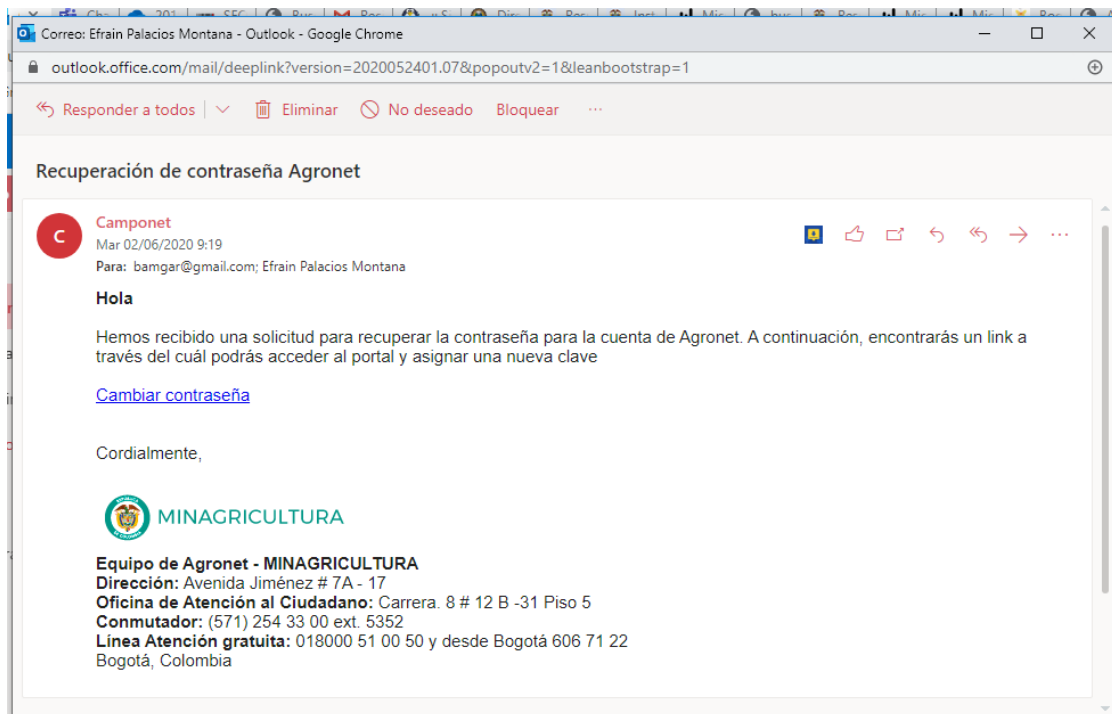 Correo: Efrain Palacios Montana - Outlook - Google Chrome
outlook.office.com/mail/deeplink?version=2020052401.07&popoutv2=1&leanbootstrap=1
Responder a todos Eliminar No deseado Bloquear ...
Recuperación de contraseña Agronet
C
Camponet
Mar 02/06/2020 9:19
Para: bamgar@gmail.com; Efrain Palacios Montana
Hola
Hemos recibido una solicitud para recuperar la contraseña para la cuenta de Agronet. A continuación, encontrarás un link a
través del cuál podrás acceder al portal y asignar una nueva clave
Cambiar contraseña
Cordialmente,
MINAGRICULTURA
Equipo de Agronet - MINAGRICULTURA
Dirección: Avenida Jiménez # 7A - 17
Oficina de Atención al Ciudadano: Carrera. 8 # 12 B -31 Piso 5
Conmutador: (571) 254 33 00 ext. 5352
Línea Atención gratuita: 018000 51 00 50 y desde Bogotá 606 71 22
Bogotá, Colombia